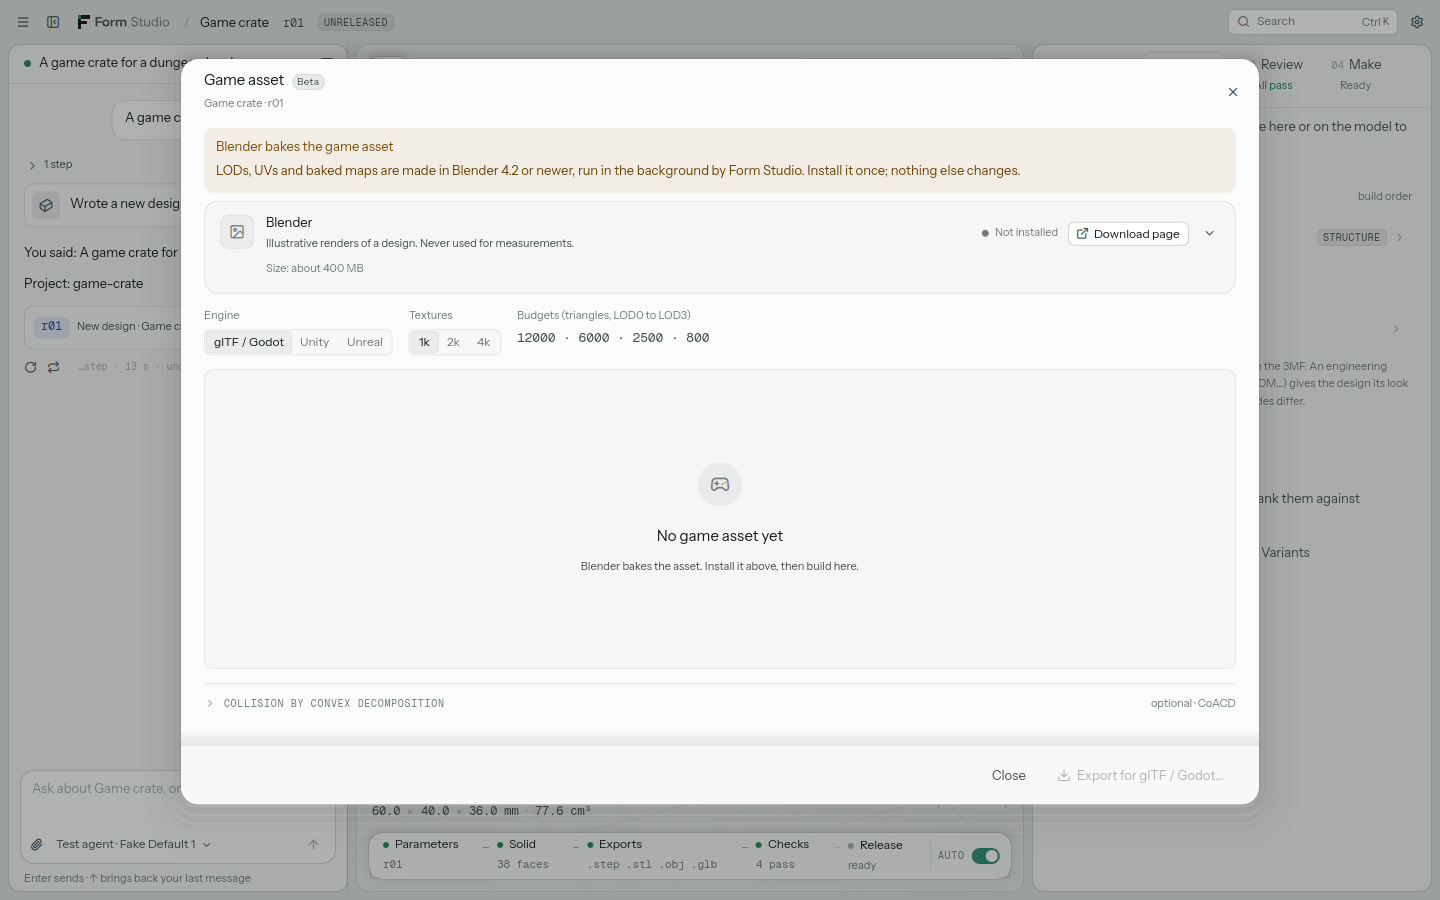 Form Studio / Game crate r01 UNRELEASED
Search Ctrl K
A game crate for a dunge
Game asset Beta
Game crate · r01
Review
04 Make
All pass
Ready
A game c
e here or on the model to
1 step
Blender bakes the game asset
LODs, UVs and baked maps are made in Blender 4.2 or newer, run in the background by Form Studio. Install it once; nothing else changes.
Wrote a new desig
build order
Blender
Illustrative renders of a design. Never used for measurements.
Size: about 400 MB
Not installed
Download page
STRUCTURE
You said: A game crate for
Project: game-crate
r01 New design · Game c
Engine
glTF / Godot Unity Unreal
Textures
1k 2k 4k
Budgets (triangles, LOD0 to LOD3)
12000 · 6000 · 2500 · 800
…step · 13 s · und
n the 3MF. An engineering
OM…) gives the design its look
des differ.
No game asset yet
Blender bakes the asset. Install it above, then build here.
ank them against
Variants
COLLISION BY CONVEX DECOMPOSITION
optional · CoACD
Close
Export for glTF / Godot…
Ask about Game crate, or
Test agent · Fake Default 1
Enter sends · ↑ brings back your last message
60.0 × 40.0 × 36.0 mm · 77.6 cm³
Parameters
r01
Solid
38 faces
Exports
.step .stl .obj .glb
Checks
4 pass
Release
ready
AUTO